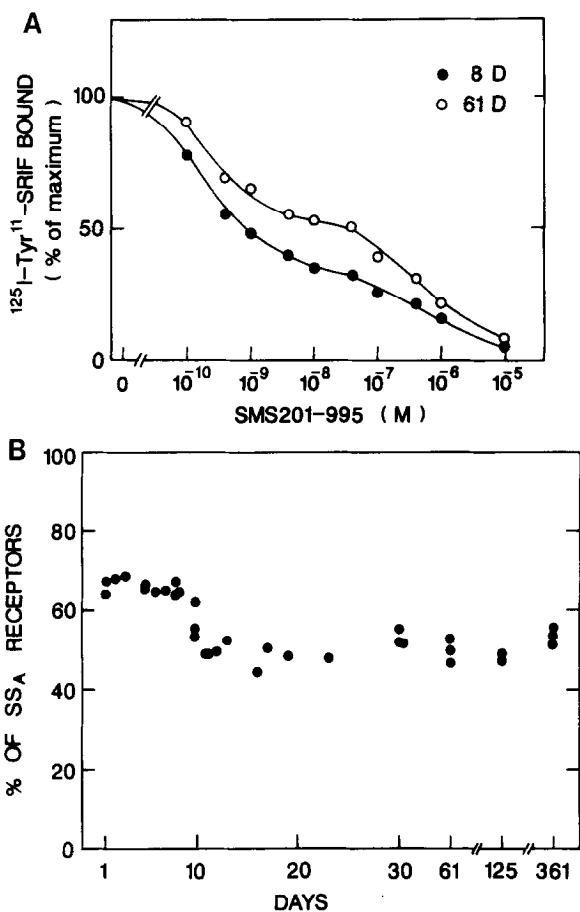 A
¹²⁵I-Tyr¹¹-SRIF BOUND
( % of maximum )
100
50
0
● 8 D
○ 61 D
0 10⁻¹⁰ 10⁻⁹ 10⁻⁸ 10⁻⁷ 10⁻⁶ 10⁻⁵
SMS201-995 ( M )
B
% OF SS_A RECEPTORS
100
80
60
40
20
0
1 10 20 30 61 125 361
DAYS